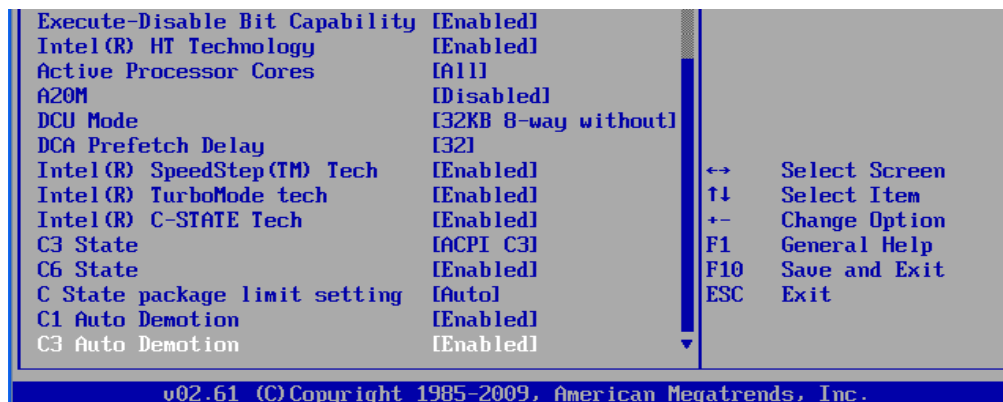 Execute-Disable Bit Capability [Enabled]
Intel(R) HT Technology [Enabled]
Active Processor Cores [All]
A20M [Disabled]
DCU Mode [32KB 8-way without]
DCA Prefetch Delay [32]
Intel(R) SpeedStep(TM) Tech [Enabled]
Intel(R) TurboMode tech [Enabled]
Intel(R) C-STATE Tech [Enabled]
C3 State [ACPI C3]
C6 State [Enabled]
C State package limit setting [Auto]
C1 Auto Demotion [Enabled]
C3 Auto Demotion [Enabled]
↔ Select Screen
↑↓ Select Item
+- Change Option
F1 General Help
F10 Save and Exit
ESC Exit
v02.61 (C)Copyright 1985-2009, American Megatrends, Inc.